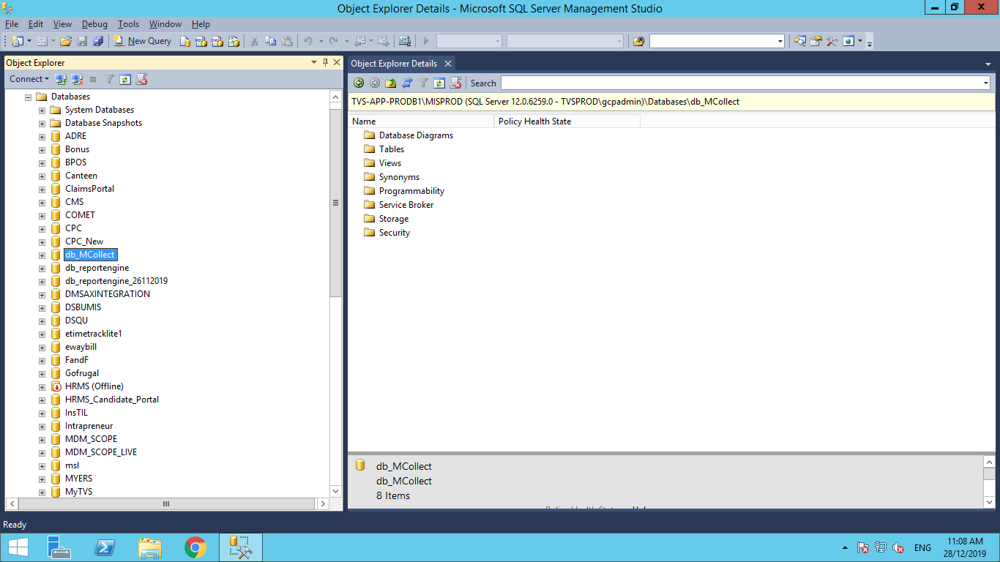 Object Explorer Details - Microsoft SQL Server Management Studio
File Edit View Debug Tools Window Help
New Query
Object Explorer
Connect
Databases
System Databases
Database Snapshots
ADRE
Bonus
BPOS
Canteen
ClaimsPortal
CMS
COMET
CPC
CPC_New
db_MCollect
db_reportengine
db_reportengine_26112019
DMSAXINTEGRATION
DSBUMIS
DSQU
etimetracklite1
ewaybill
FandF
Gofrugal
HRMS (Offline)
HRMS_Candidate_Portal
InsTIL
Intrapreneur
MDM_SCOPE
MDM_SCOPE_LIVE
msl
MYERS
MyTVS
Object Explorer Details
Search
TVS-APP-PRODB1\MISPROD (SQL Server 12.0.6259.0 - TVSPROD\gcpadmin)\Databases\db_MCollect
Name Policy Health State
Database Diagrams
Tables
Views
Synonyms
Programmability
Service Broker
Storage
Security
db_MCollect
db_MCollect
8 Items
Ready
ENG
11:08 AM
28/12/2019